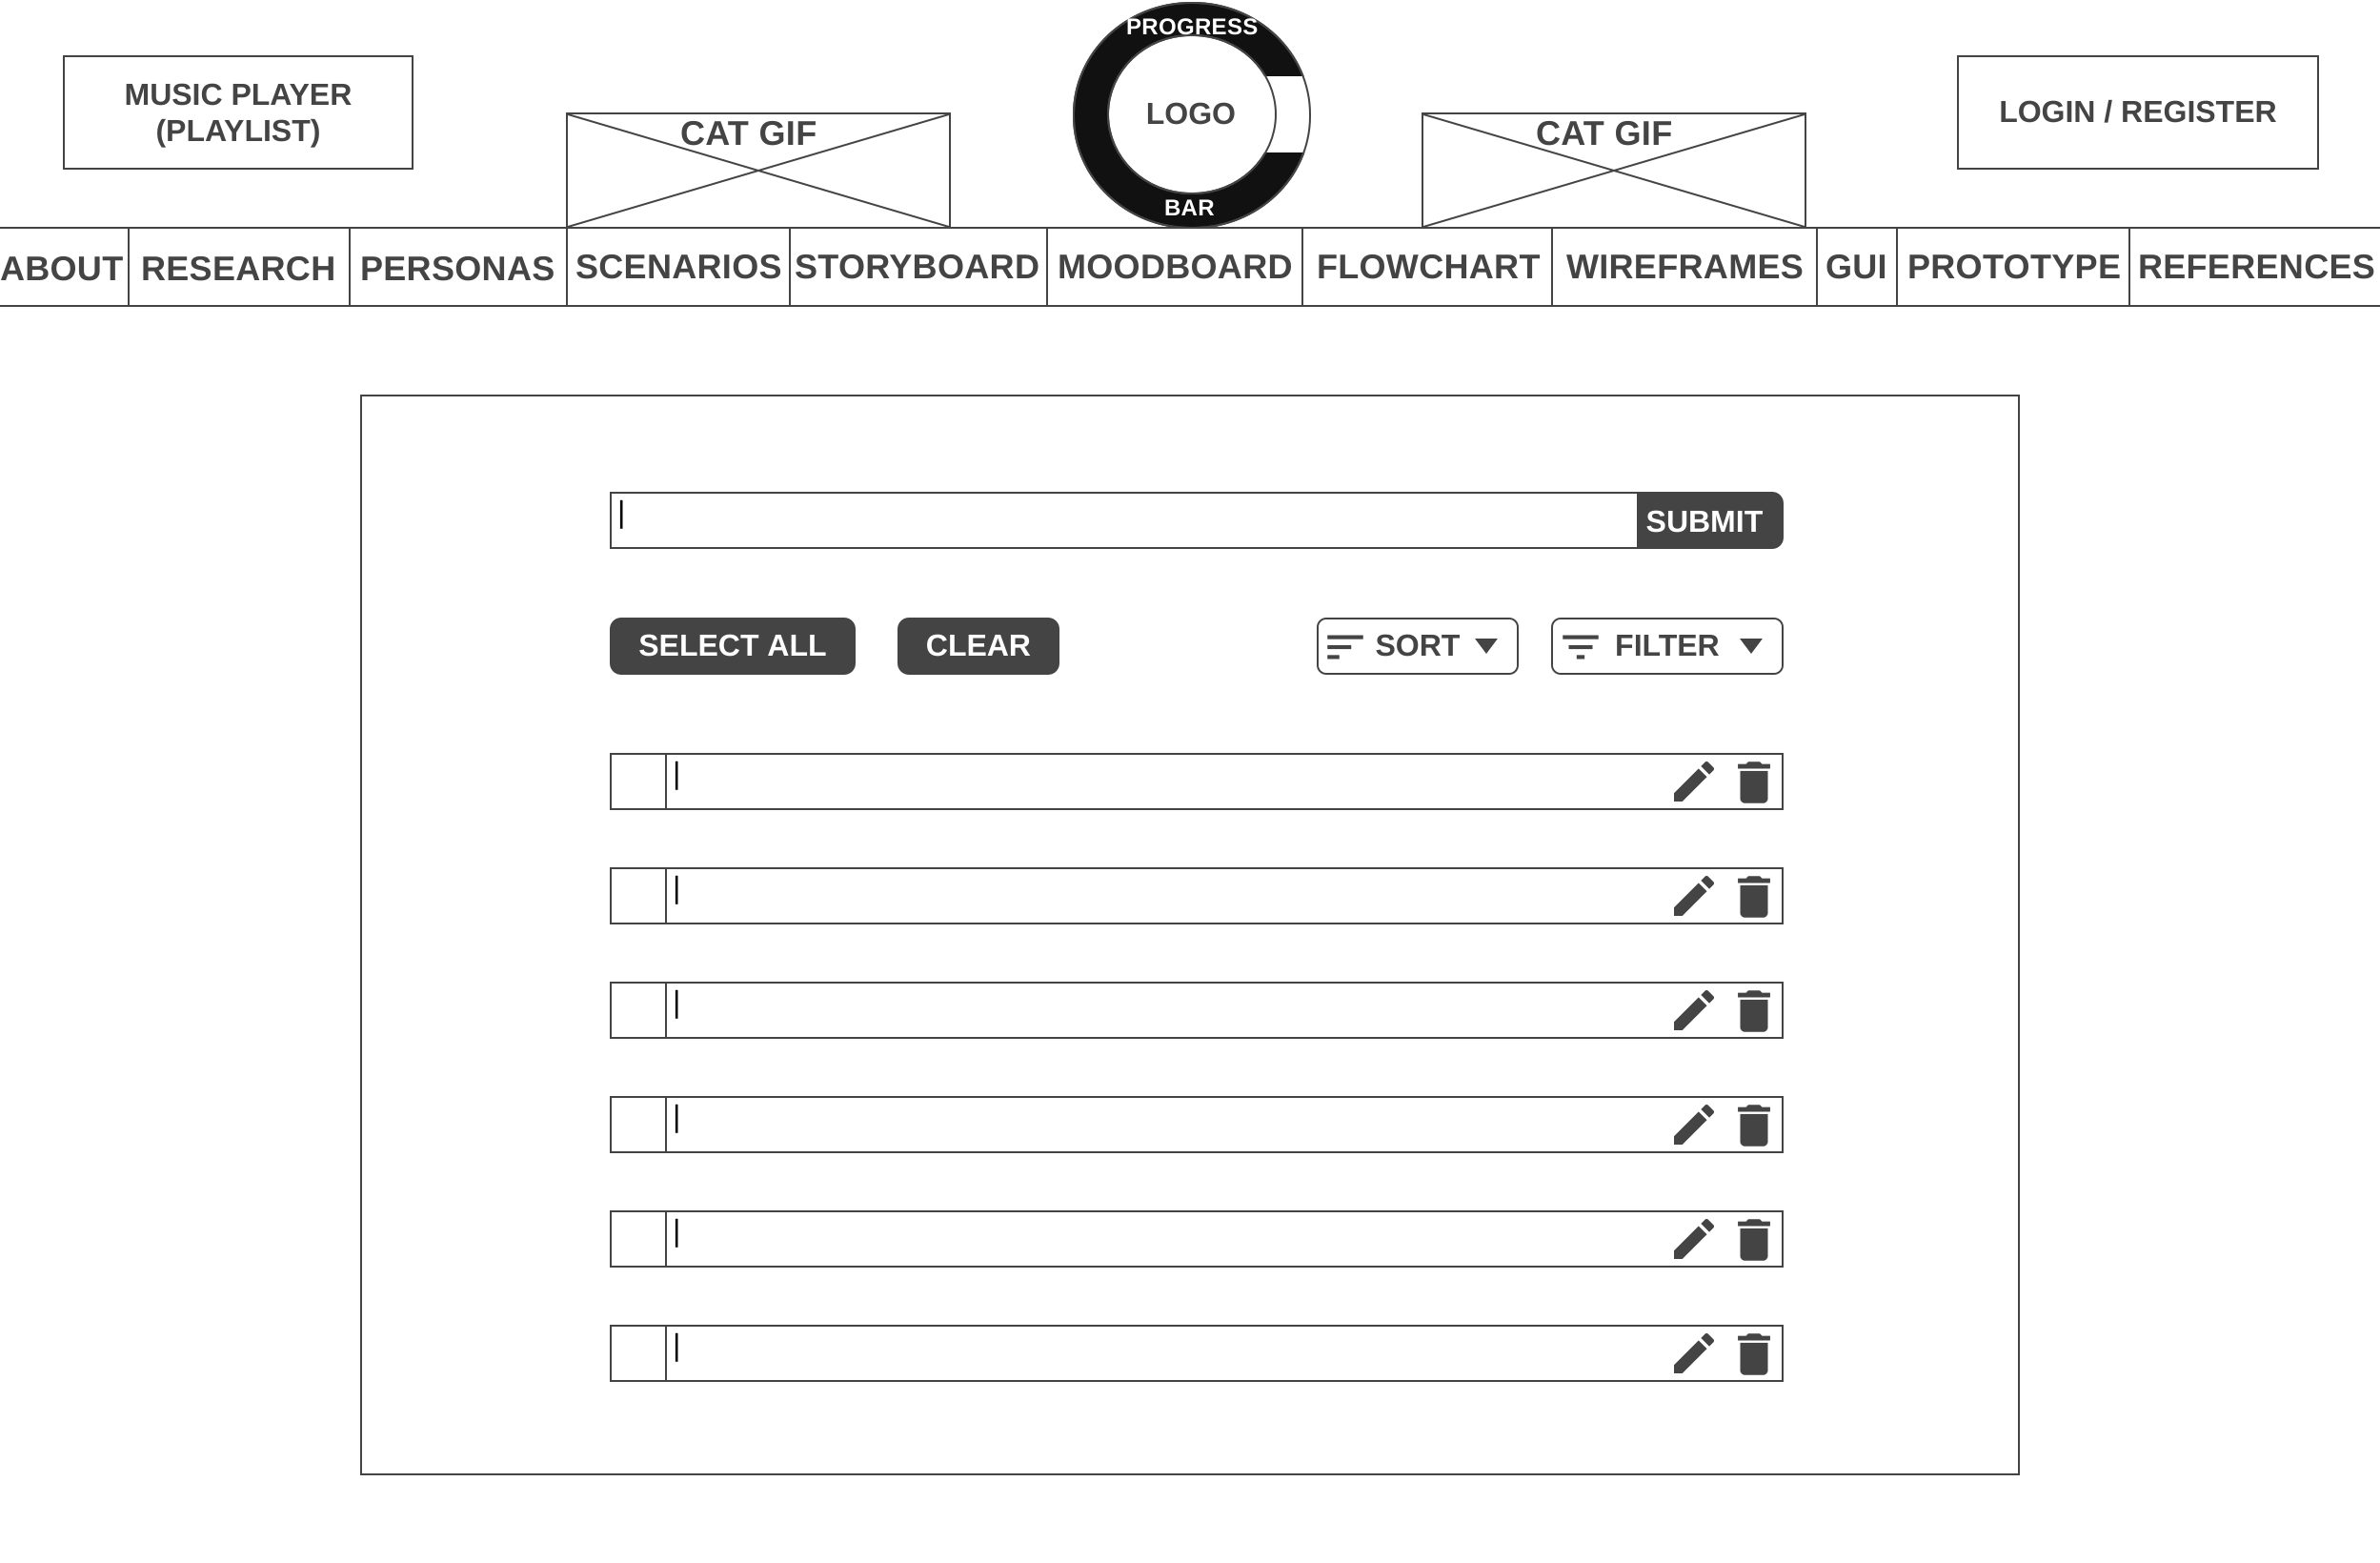 PROGRESS
MUSIC PLAYER
(PLAYLIST)
CAT GIF
LOGO
CAT GIF
LOGIN / REGISTER
BAR
ABOUT RESEARCH PERSONAS SCENARIOS STORYBOARD MOODBOARD FLOWCHART WIREFRAMES GUI PROTOTYPE REFERENCES
SUBMIT
SELECT ALL CLEAR SORT FILTER